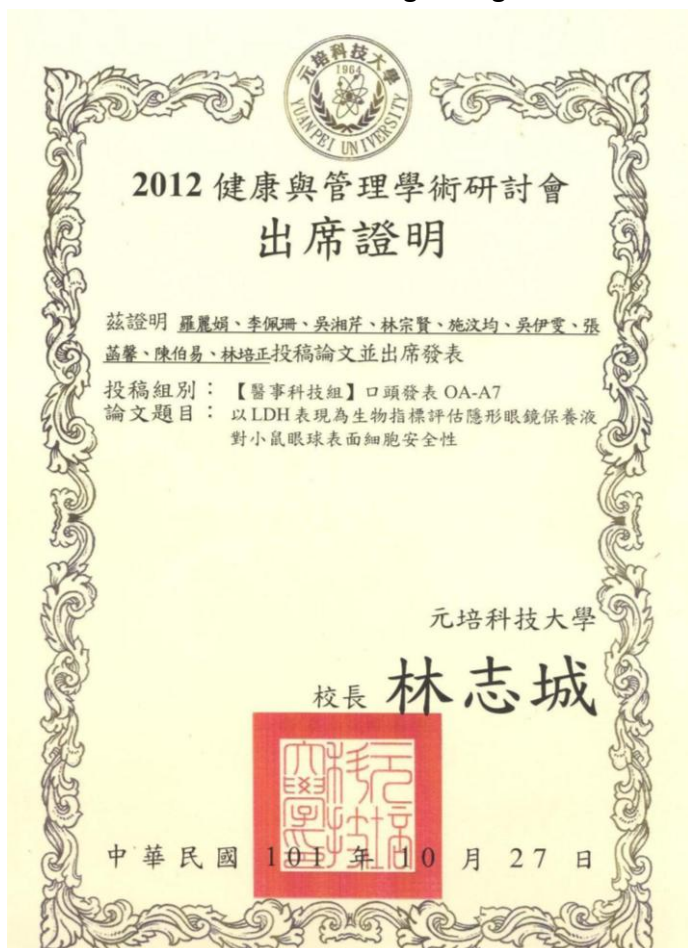 元培科技大學
1964
YUANPEI UNIVERSITY
2012 健康與管理學術研討會
出席證明
茲證明 羅麗娟、李佩珊、吳湘芹、林宗賢、施汶均、吳伊雯、張
菡馨、陳伯易、林培正投稿論文並出席發表
投稿組別：【醫事科技組】口頭發表 OA-A7
論文題目：以 LDH 表現為生物指標評估隱形眼鏡保養液
對小鼠眼球表面細胞安全性
元培科技大學
校長 林志城
中華民國 101 年 10 月 27 日